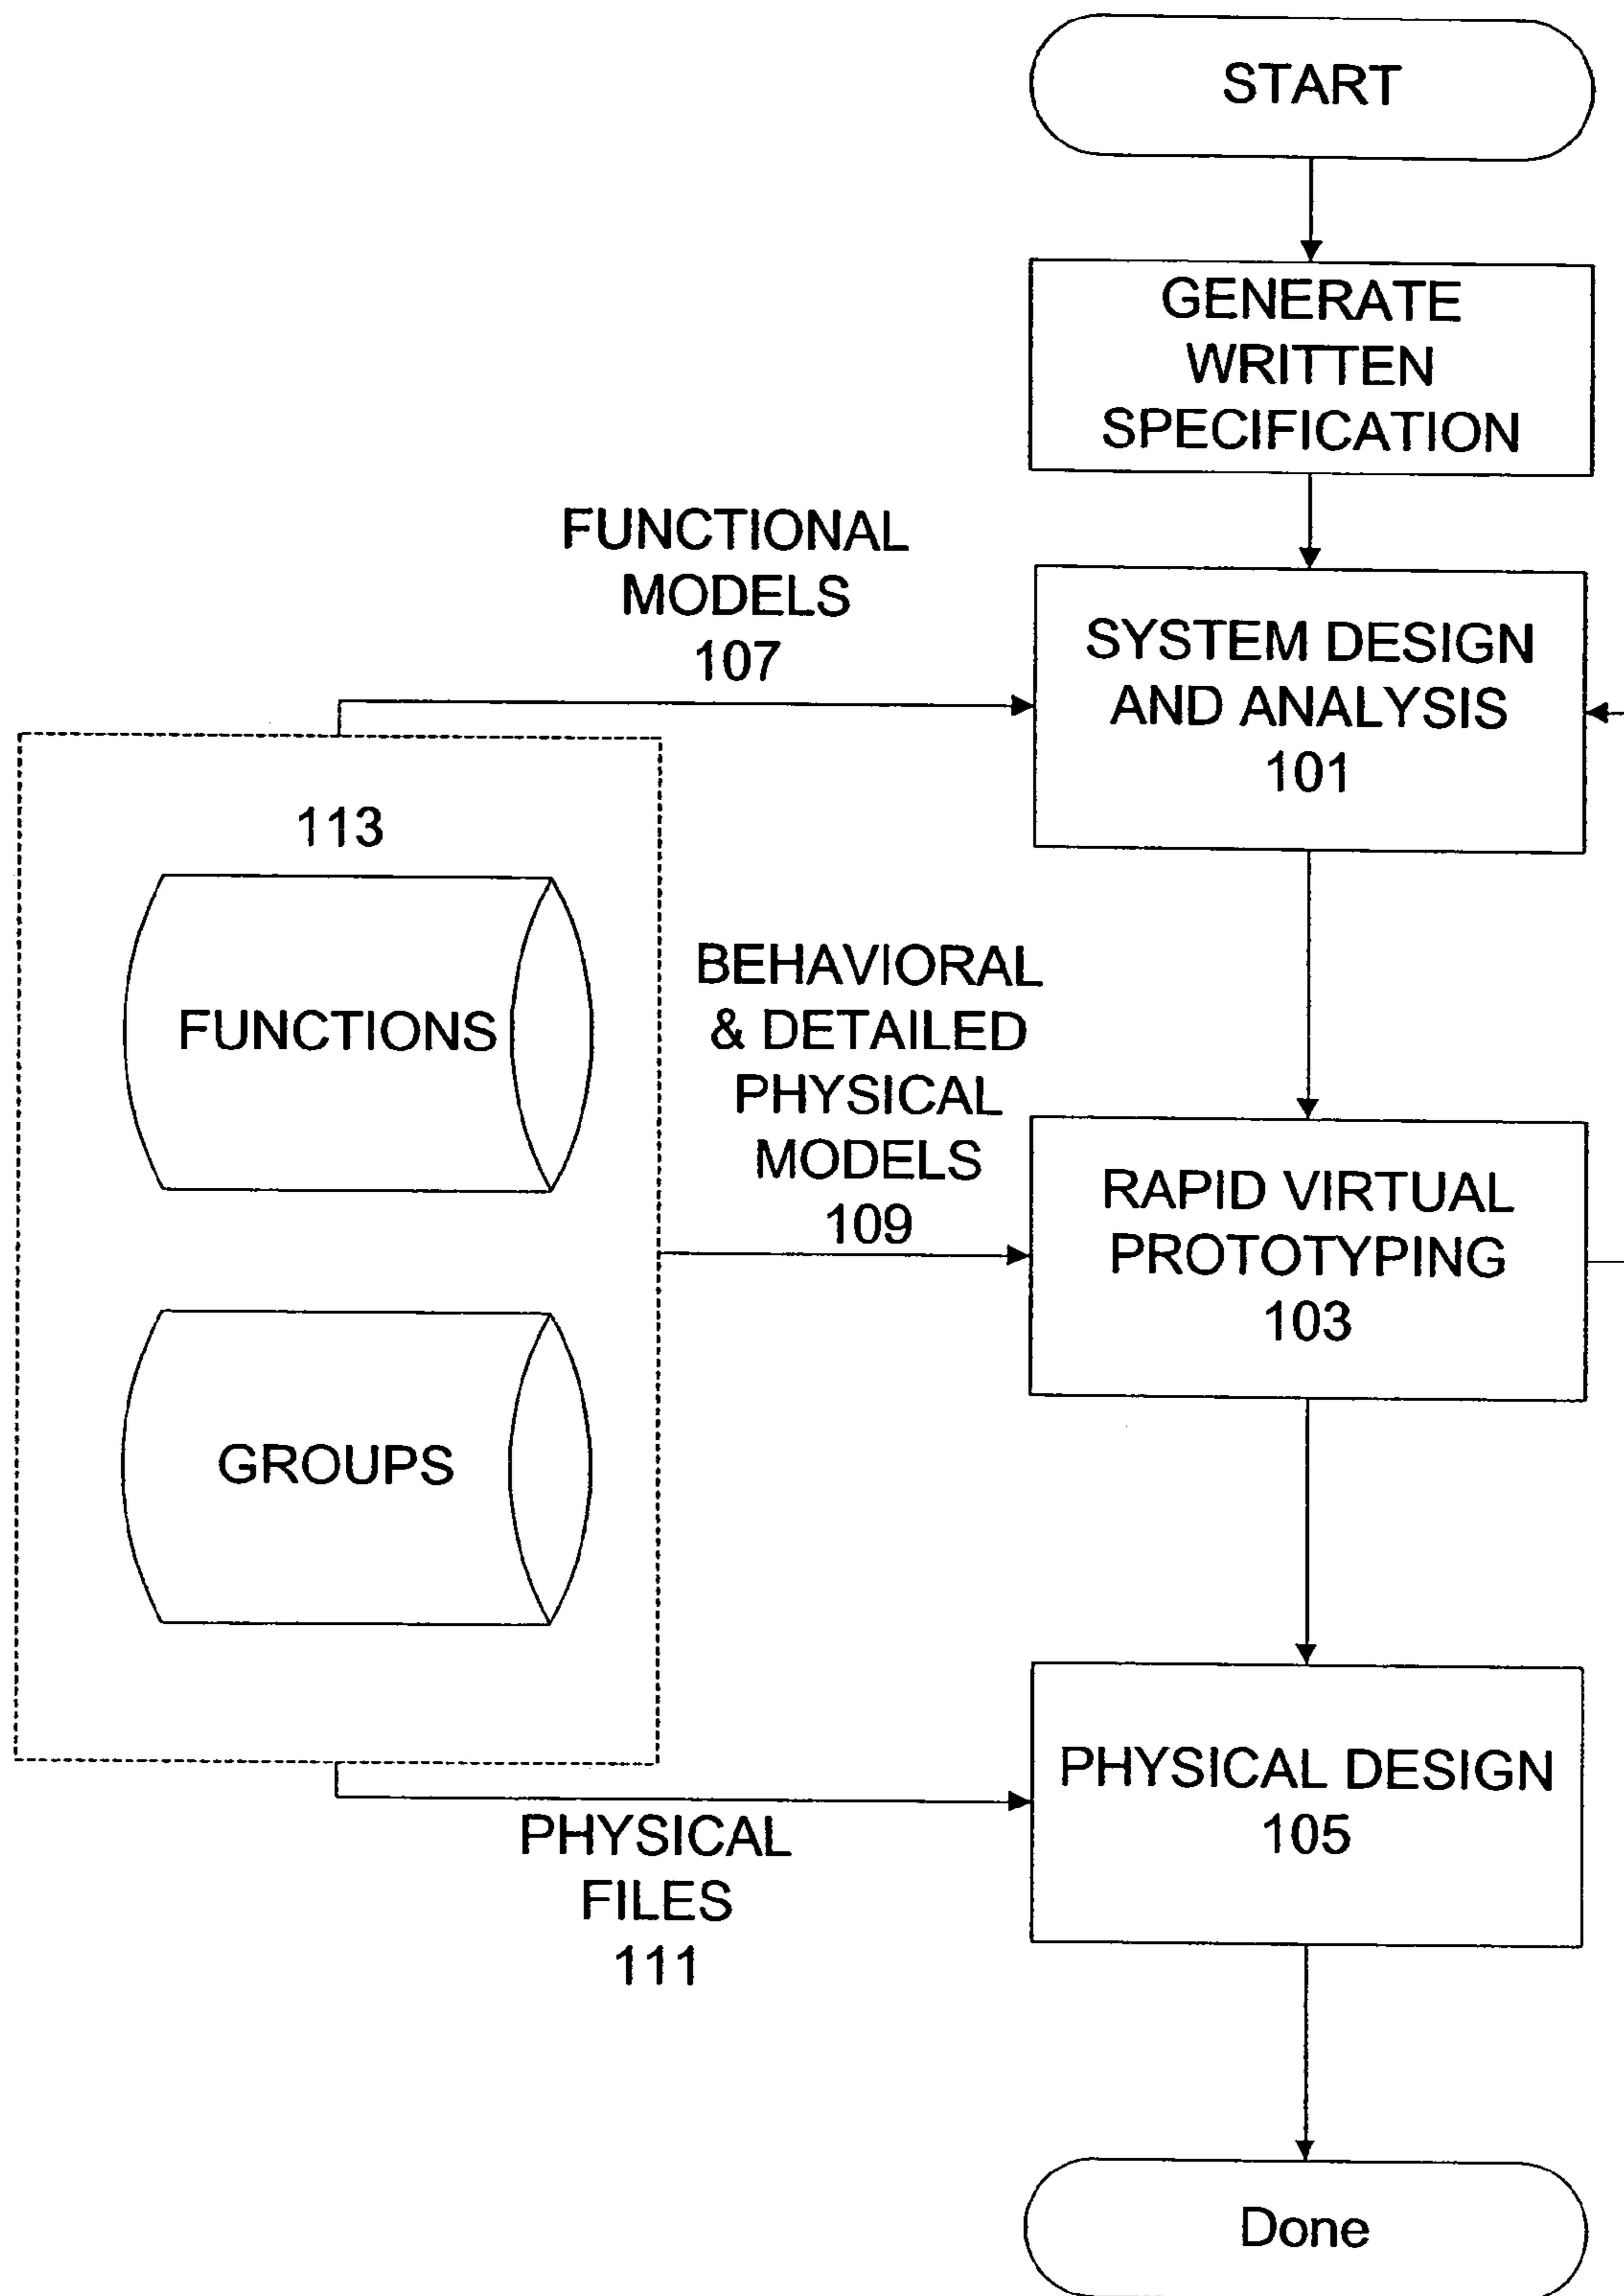 START
GENERATE
WRITTEN
SPECIFICATION
FUNCTIONAL
MODELS
107
SYSTEM DESIGN
AND ANALYSIS
101
113
FUNCTIONS
BEHAVIORAL
& DETAILED
PHYSICAL
MODELS
109
RAPID VIRTUAL
PROTOTYPING
103
GROUPS
PHYSICAL DESIGN
105
PHYSICAL
FILES
111
Done